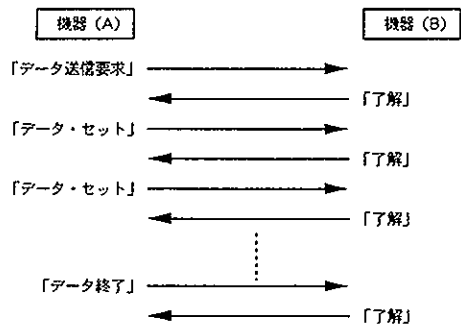 機器 (A)
機器 (B)
「データ送信要求」
「了解」
「データ・セット」
「了解」
「データ・セット」
「了解」
「データ終了」
「了解」